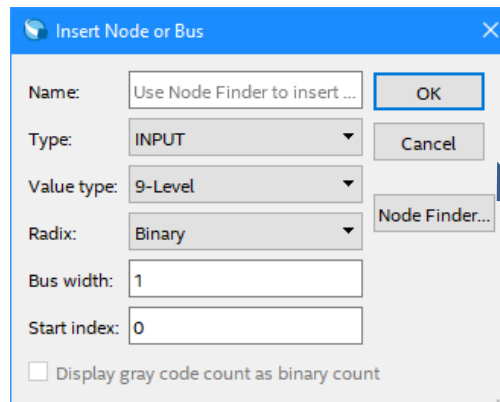 Insert Node or Bus
Name: Use Node Finder to insert ... OK
Type: INPUT Cancel
Value type: 9-Level
Node Finder...
Radix: Binary
Bus width: 1
Start index: 0
Display gray code count as binary count